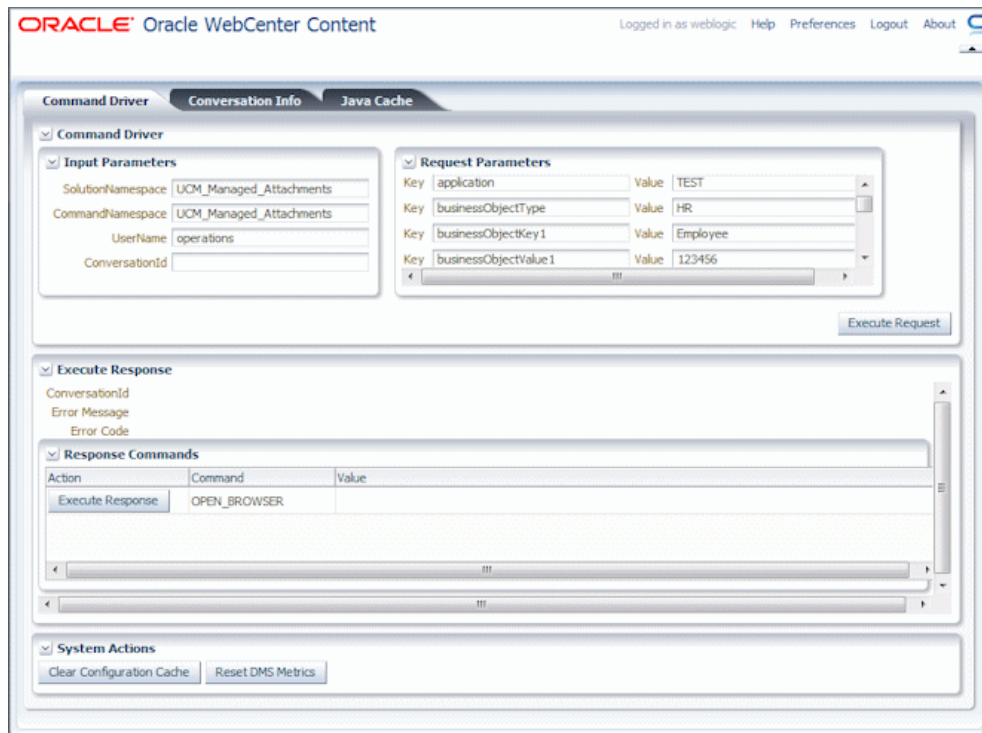 ORACLE Oracle WebCenter Content
Logged in as weblogic Help Preferences Logout About
Command Driver Conversation Info Java Cache
Command Driver
Input Parameters
SolutionNamespace UCM_Managed_Attachments
CommandNamespace UCM_Managed_Attachments
UserName operations
ConversationId
Request Parameters
Key application Value TEST
Key businessObjectType Value HR
Key businessObjectKey1 Value Employee
Key businessObjectValue1 Value 123456
Execute Request
Execute Response
ConversationId
Error Message
Error Code
Response Commands
Action Command Value
Execute Response OPEN_BROWSER
System Actions
Clear Configuration Cache Reset DMS Metrics